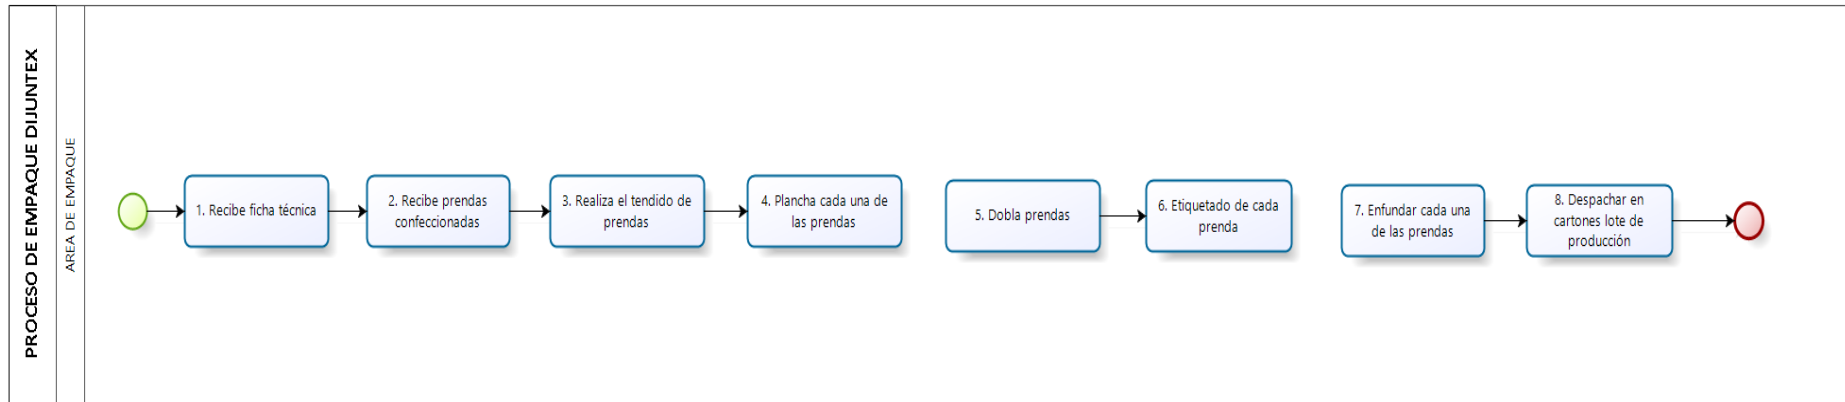 PROCESO DE EMPAQUE DIJUNTEX
AREA DE EMPAQUE
1. Recibe ficha técnica
2. Recibe prendas
confeccionadas
3. Realiza el tendido de
prendas
4. Plancha cada una de
las prendas
5. Dobla prendas
6. Etiquetado de cada
prenda
7. Enfundar cada una
de las prendas
8. Despachar en
cartones lote de
producción